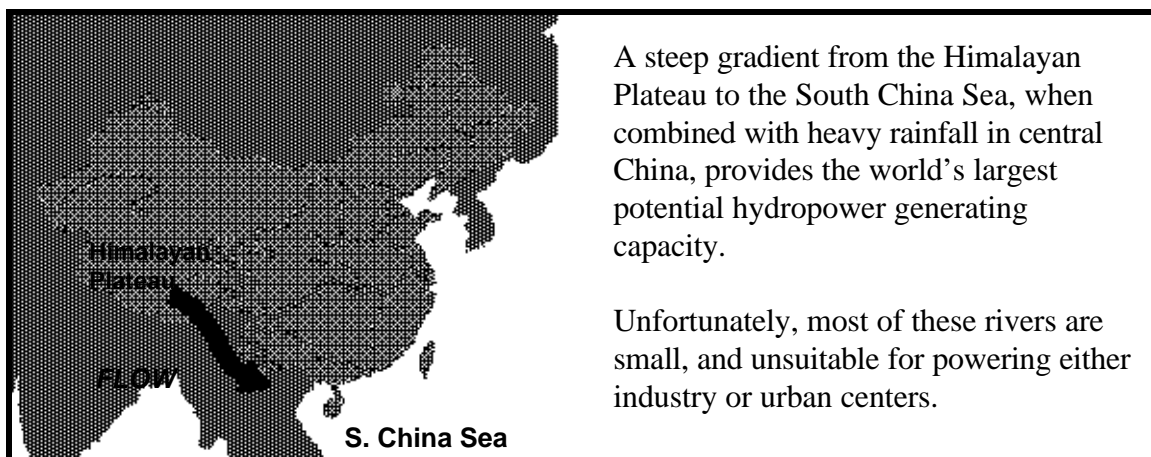 Himalayan
Plateau
FLOW
S. China Sea
A steep gradient from the Himalayan
Plateau to the South China Sea, when
combined with heavy rainfall in central
China, provides the world's largest
potential hydropower generating
capacity.
Unfortunately, most of these rivers are
small, and unsuitable for powering either
industry or urban centers.